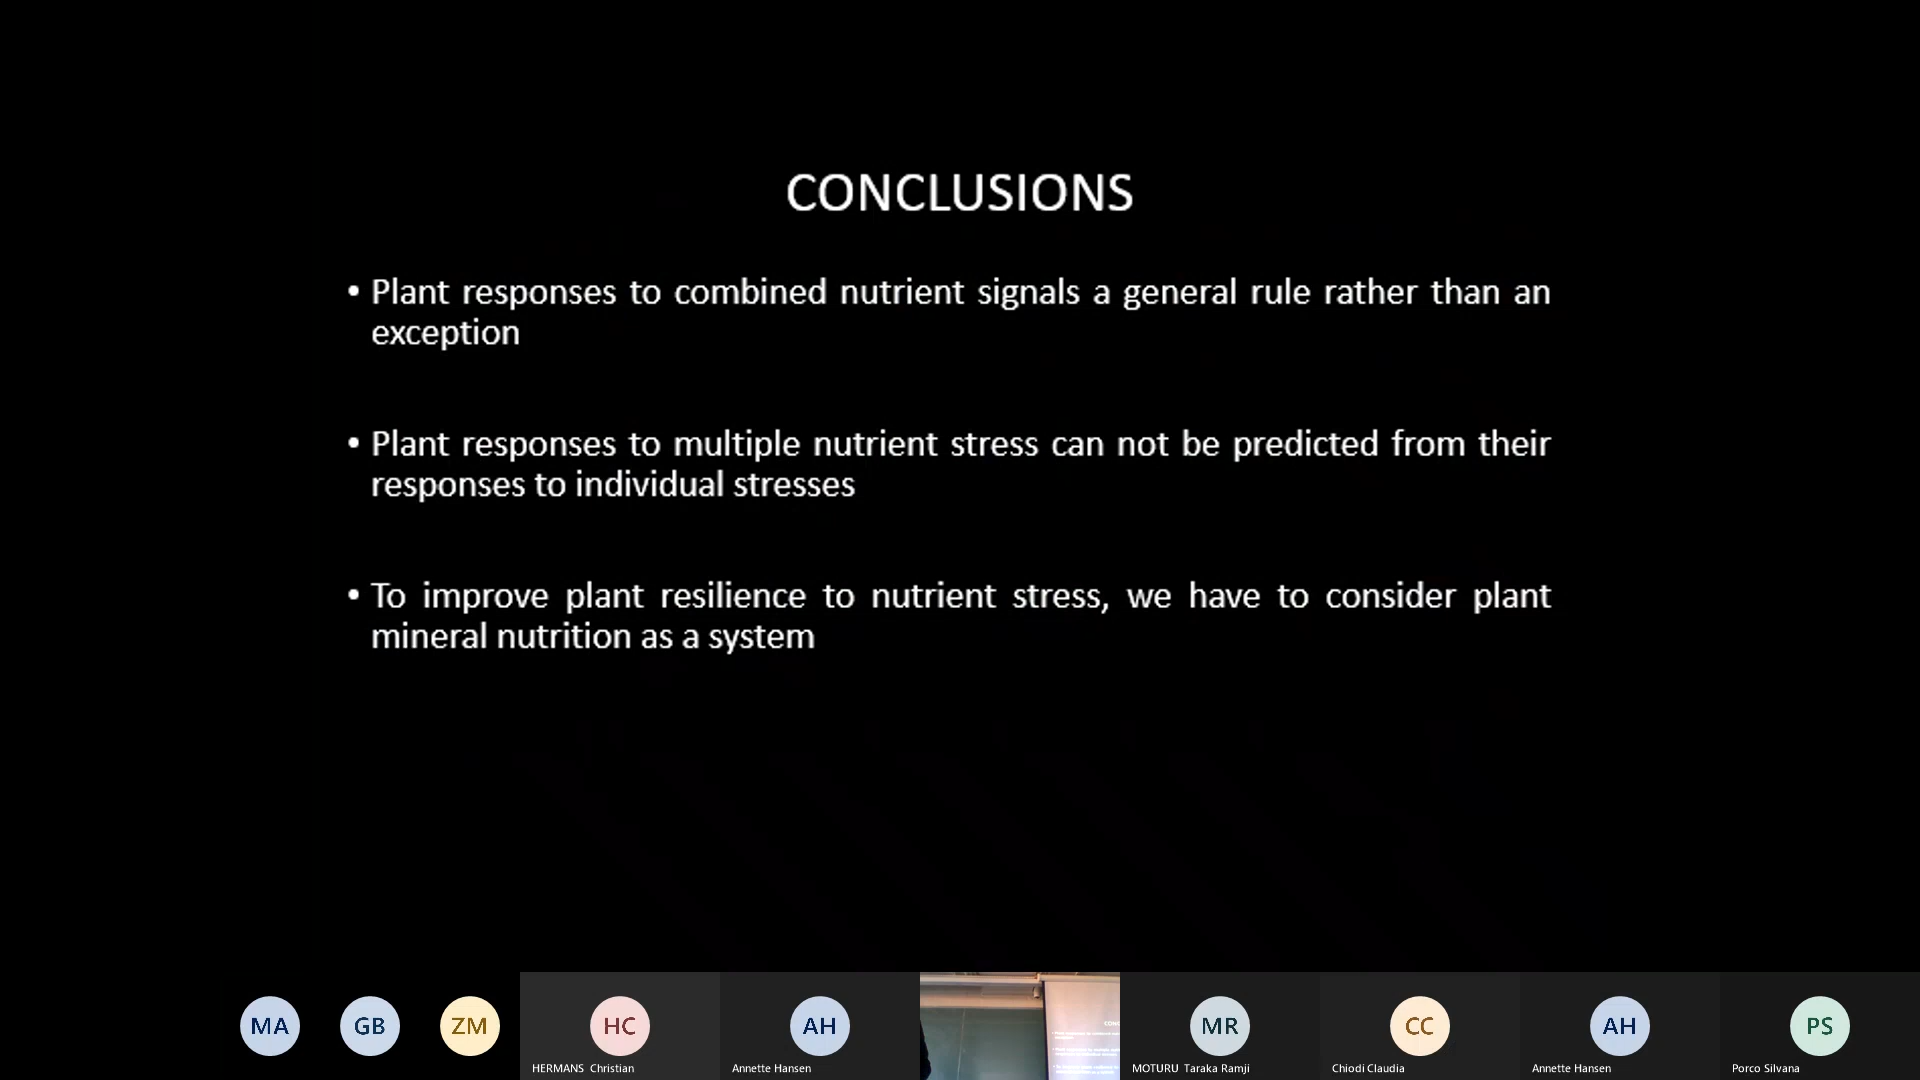 CONCLUSIONS
• Plant responses to combined nutrient signals a general rule rather than an
exception
• Plant responses to multiple nutrient stress can not be predicted from their
responses to individual stresses
• To improve plant resilience to nutrient stress, we have to consider plant
mineral nutrition as a system
MA
GB
ZM
HC
AH
MR
CC
AH
PS
HERMANS Christian
Annette Hansen
MOTURU Taraka Ramji
Chiodi Claudia
Annette Hansen
Porco Silvana